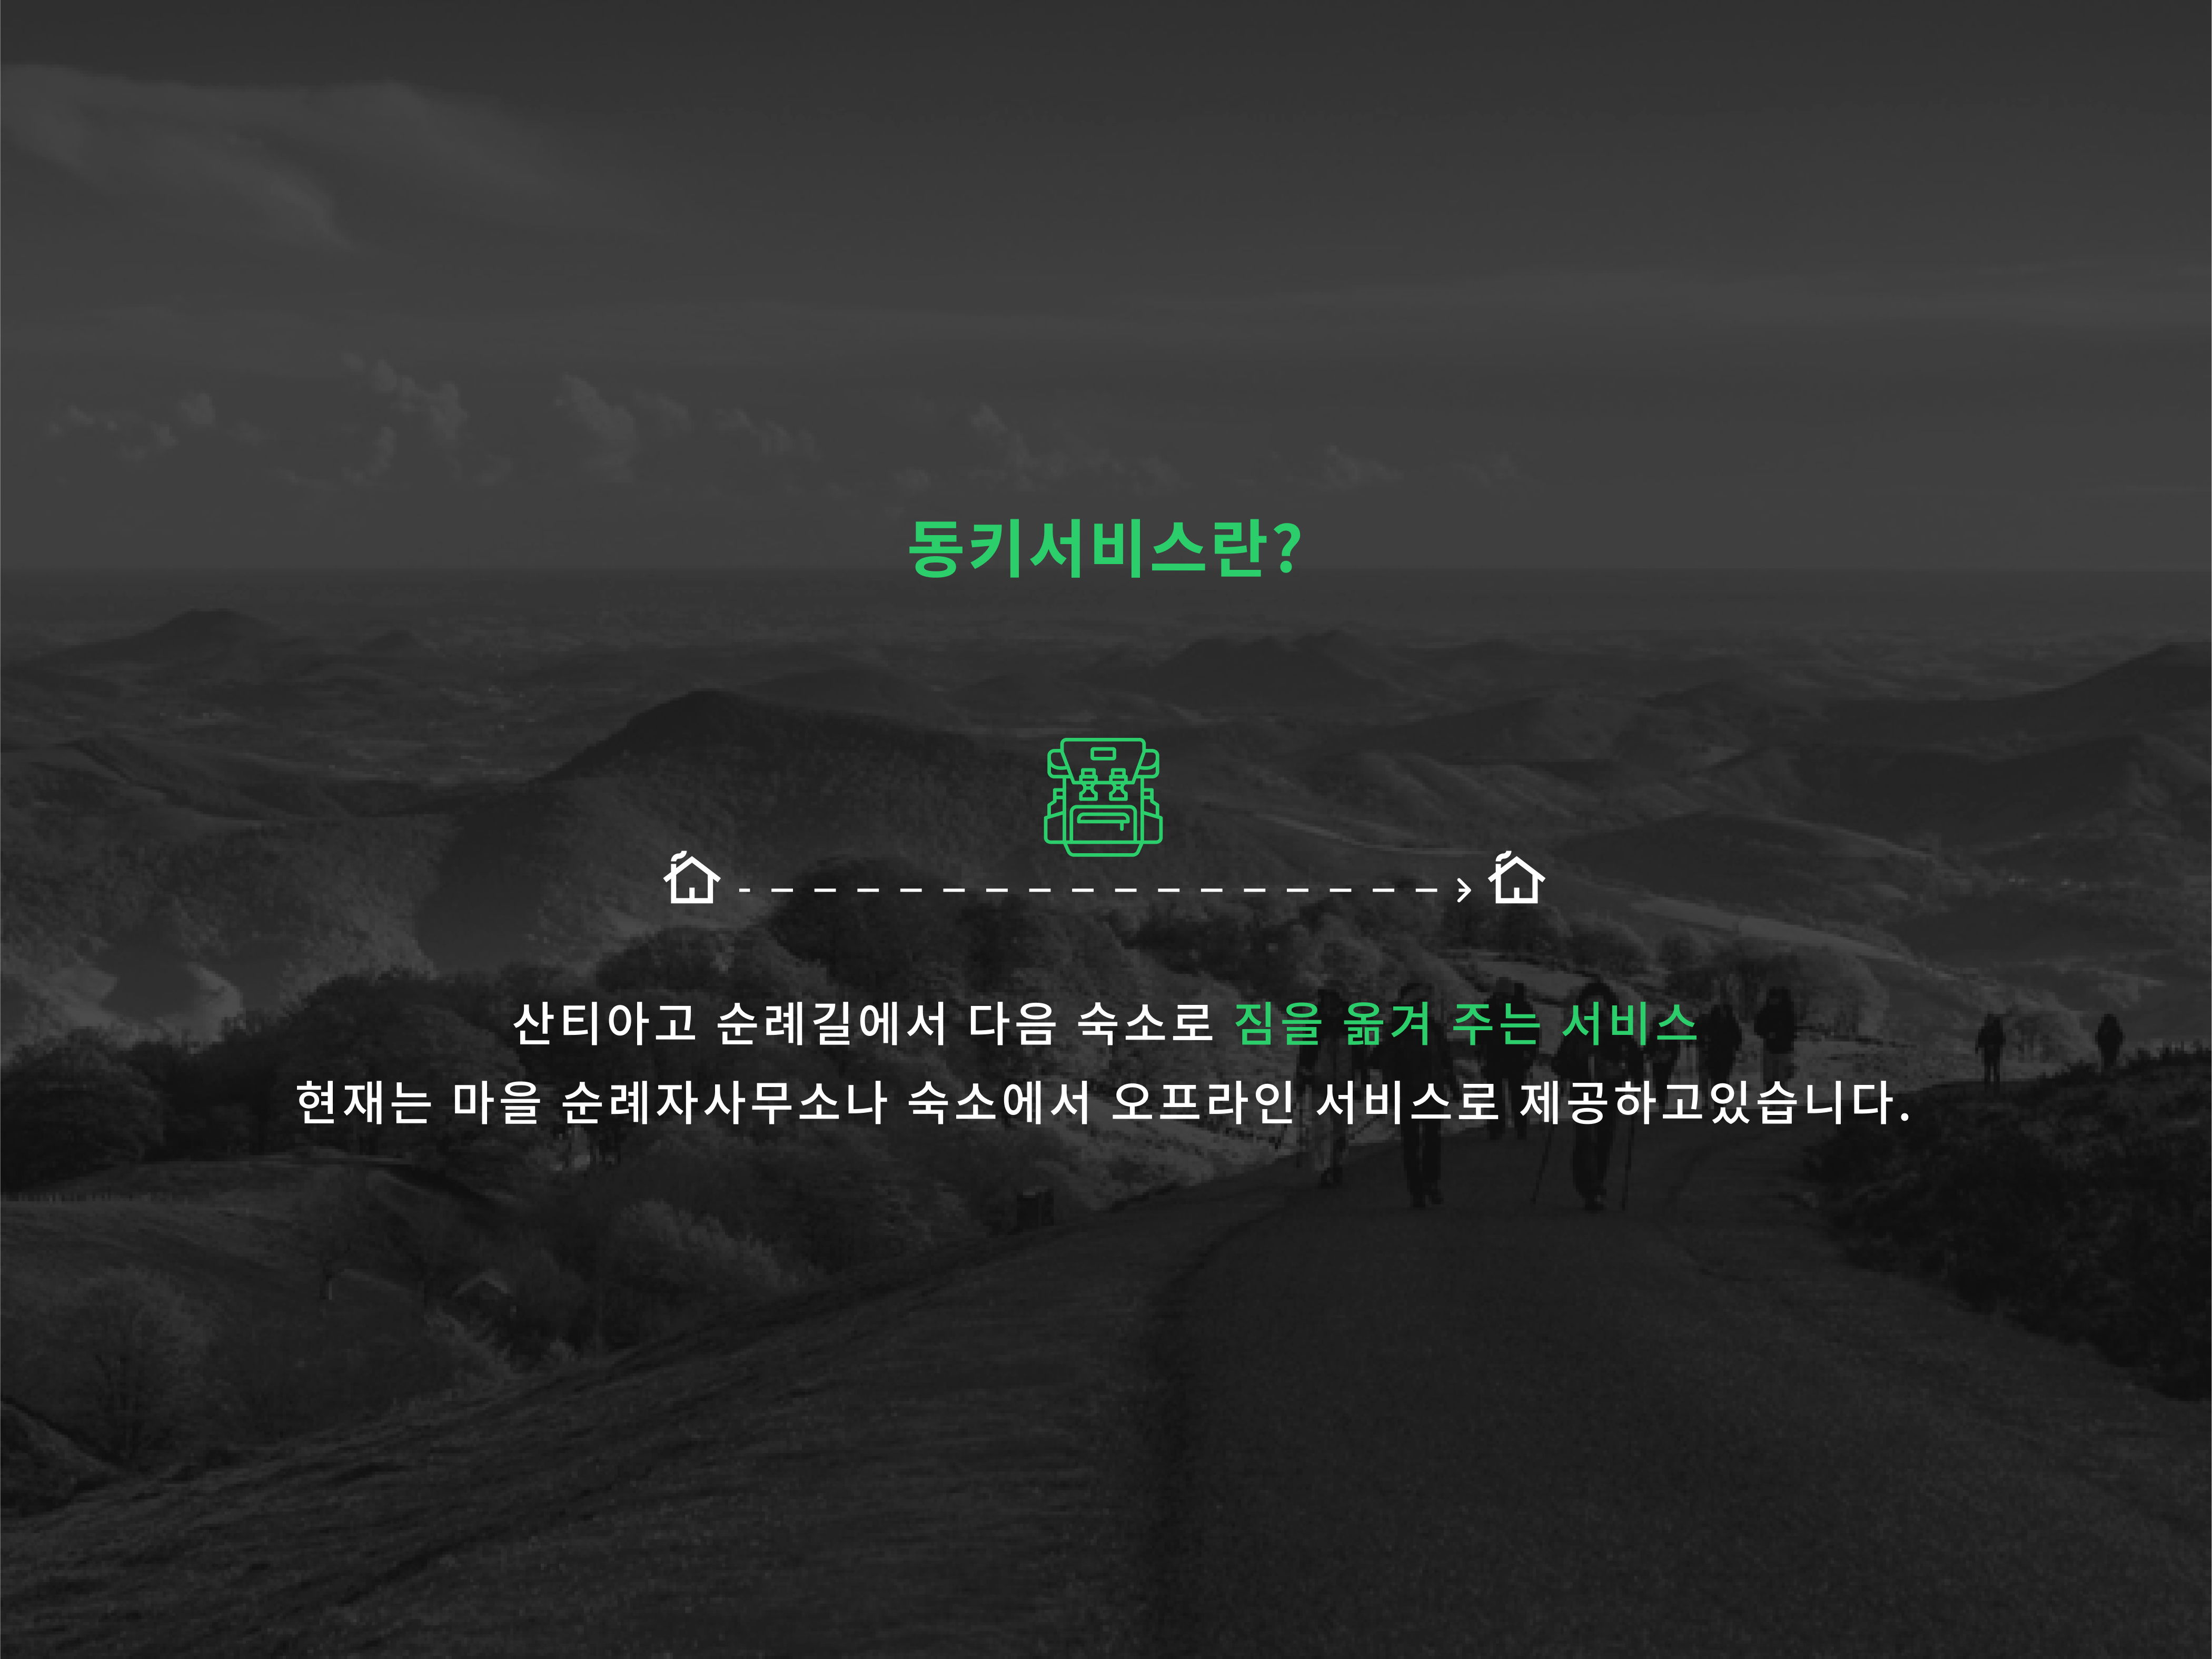 동키서비스란?
산티아고 순례길에서 다음 숙소로 짐을 옮겨 주는 서비스
현재는 마을 순례자사무소나 숙소에서 오프라인 서비스로 제공하고있습니다.